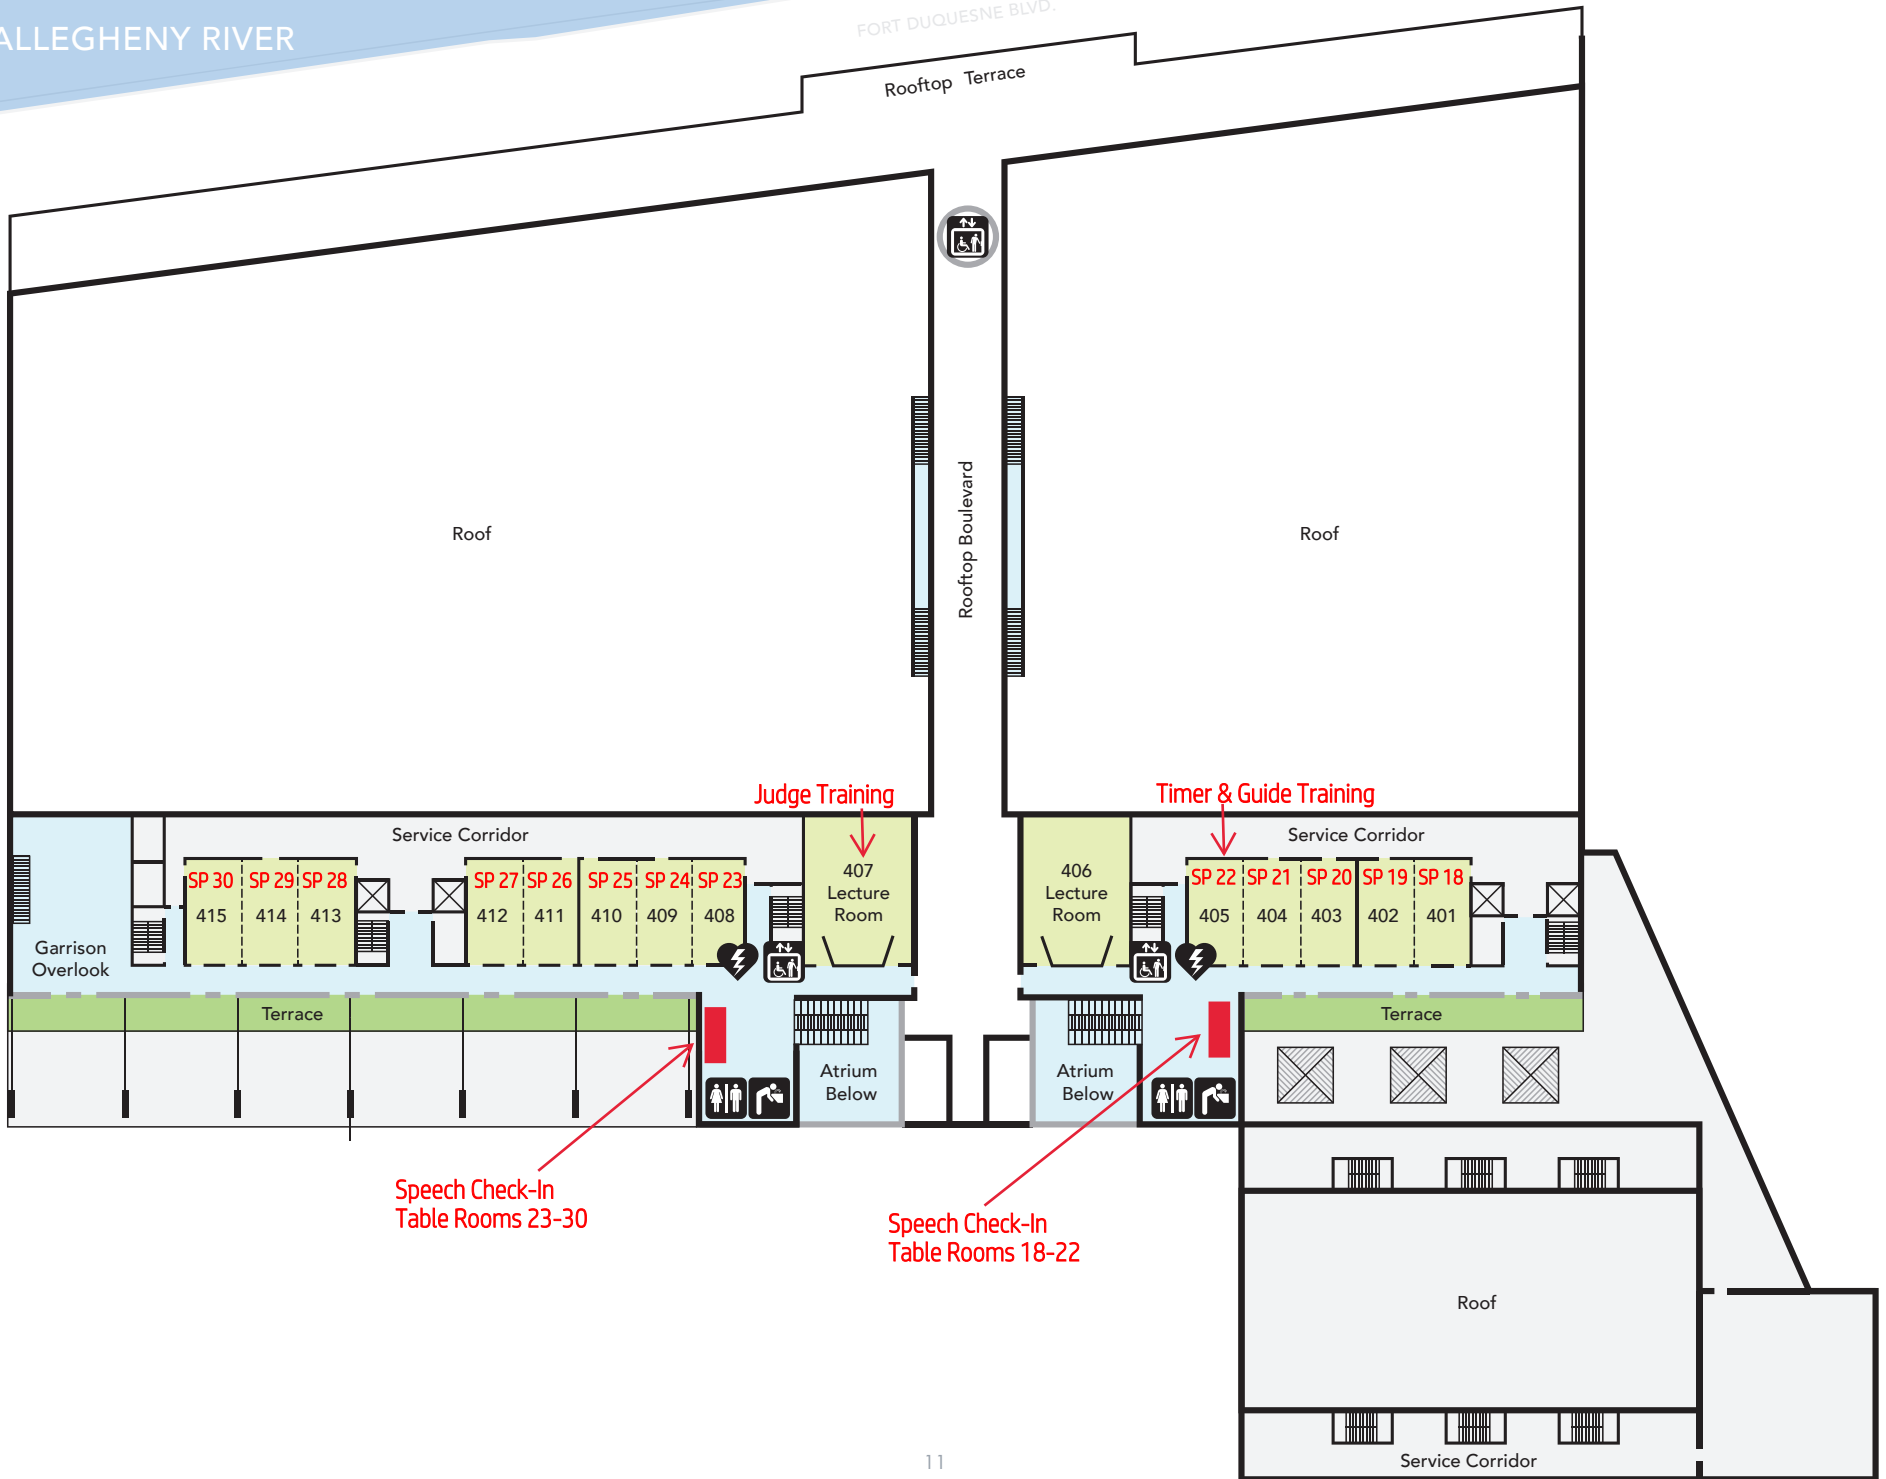 FORT DUQUESNE BLVD.
ALLEGHENY RIVER
Rooftop Terrace
Rooftop Boulevard
Roof
Roof
Judge Training
Timer & Guide Training
Service Corridor
Service Corridor
SP 30 SP 29 SP 28
415 414 413
SP 27 SP 26 SP 25 SP 24 SP 23
412 411 410 409 408
407
Lecture
Room
406
Lecture
Room
SP 22 SP 21 SP 20 SP 19 SP 18
405 404 403 402 401
Garrison
Overlook
Terrace
Terrace
Atrium
Below
Atrium
Below
Speech Check-In
Table Rooms 23-30
Speech Check-In
Table Rooms 18-22
Roof
Service Corridor
11